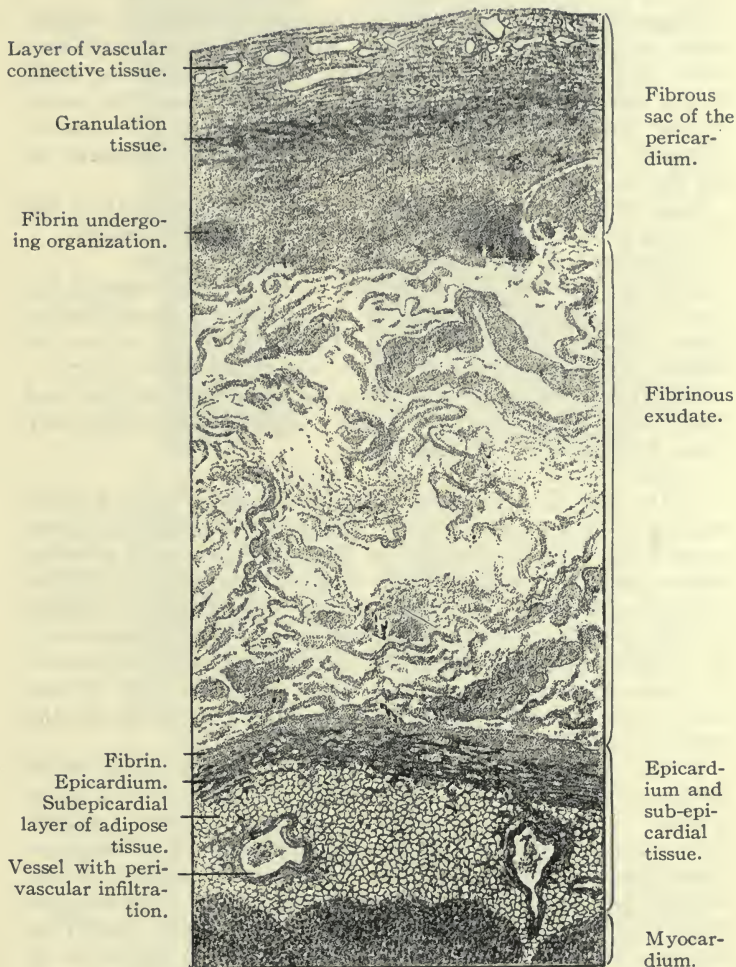 Layer of vascular
connective tissue.
Granulation
tissue.
Fibrin undergo-
ing organization.
Fibrin.
Epicardium.
Subepicardial
layer of adipose
tissue.
Vessel with peri-
vascular infiltra-
tion.
Fibrous
sac of the
pericar-
dium.
Fibrinous
exudate.
Epicard-
ium and
sub-epi-
cardial
tissue.
Myocar-
dium.